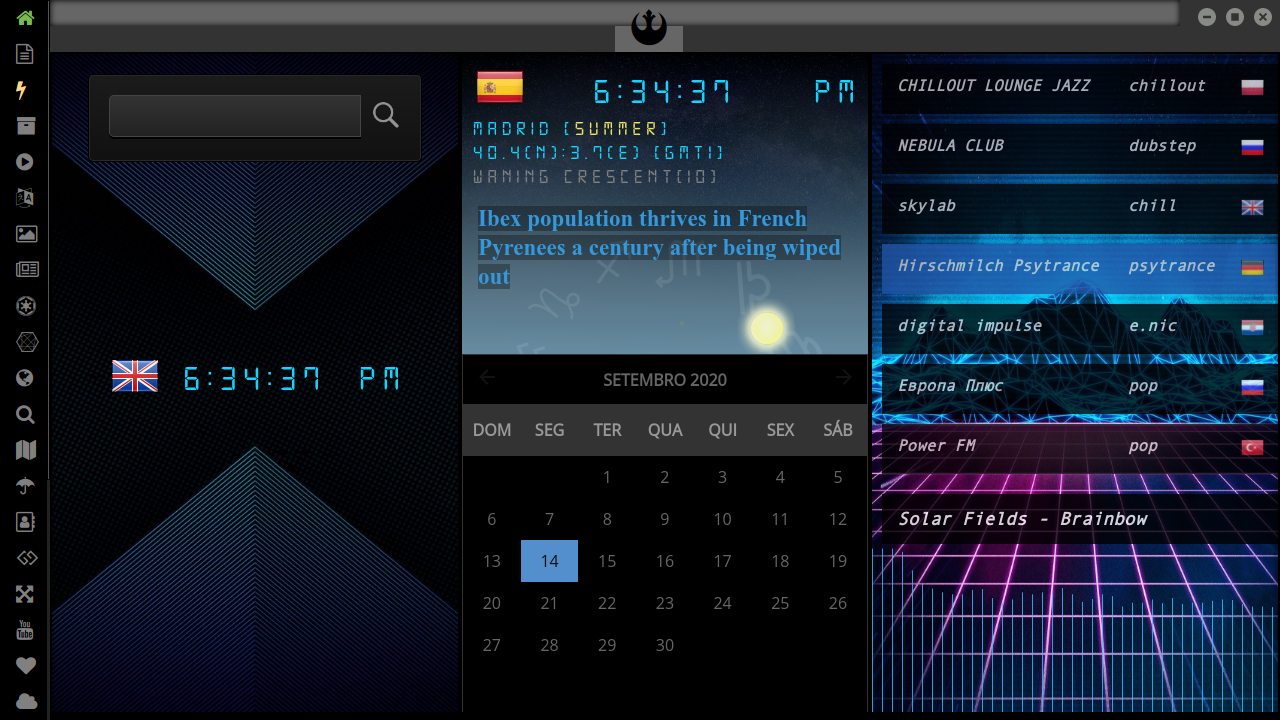 You
Tube
6:34:37 PM
6:34:37 PM
MADRID (SUMMER)
40.4(N):3.7(E) (GMT1)
WANING CRESCENT(10)
Ibex population thrives in French
Pyrenees a century after being wiped
out
SETEMBRO 2020
DOM SEG TER QUA QUI SEX SÁB
1 2 3 4 5
6 7 8 9 10 11 12
13 14 15 16 17 18 19
20 21 22 23 24 25 26
27 28 29 30
CHILLOUT LOUNGE JAZZ chillout
NEBULA CLUB dubstep
skylab chill
Hirschmilch Psytrance psytrance
digital impulse e.nic
Европа Плюс pop
Power FM pop
Solar Fields - Brainbow